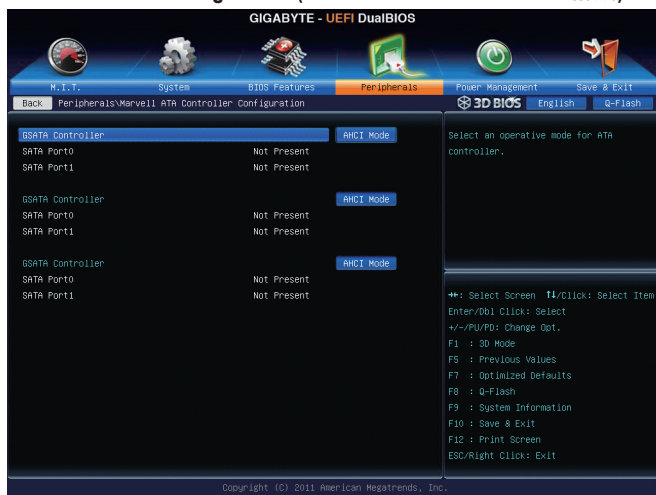 GIGABYTE - UEFI DualBIOS
M.I.T.
System
BIOS Features
Peripherals
Power Management
Save & Exit
Back Peripherals\Marvell ATA Controller Configuration
3D BIOS English Q-Flash
GSATA Controller AHCI Mode
SATA Port0 Not Present
SATA Port1 Not Present
GSATA Controller AHCI Mode
SATA Port0 Not Present
SATA Port1 Not Present
GSATA Controller AHCI Mode
SATA Port0 Not Present
SATA Port1 Not Present
Select an operative mode for ATA
controller.
→←: Select Screen ↑↓/Click: Select Item
Enter/Dbl Click: Select
+/-/PU/PD: Change Opt.
F1 : 3D Mode
F5 : Previous Values
F7 : Optimized Defaults
F8 : Q-Flash
F9 : System Information
F10 : Save & Exit
F12 : Print Screen
ESC/Right Click: Exit
Copyright (C) 2011 American Megatrends, Inc.